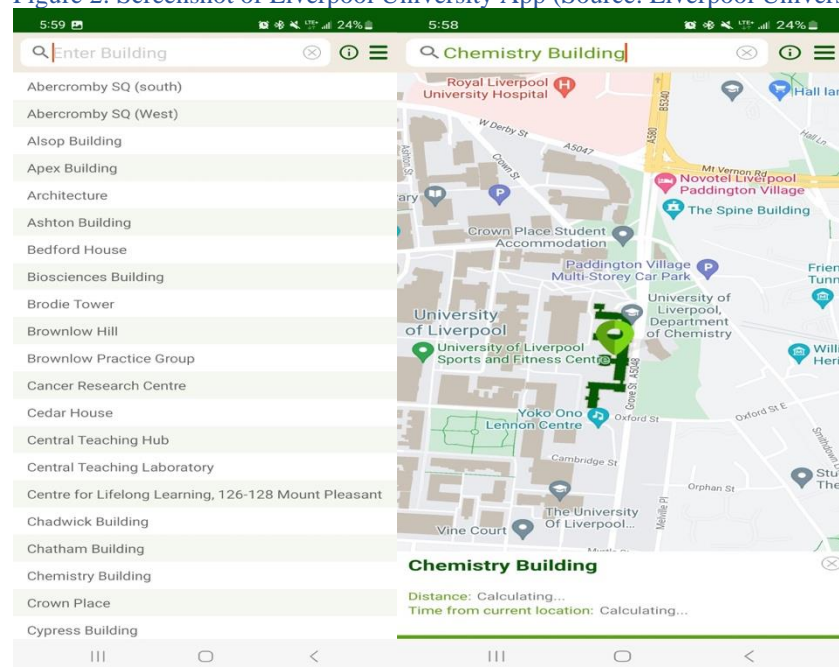 Figure 2. Screenshot of Liverpool University App (Source: Liverpool
5:59
24%
Enter Building
Abercromby SQ (south)
Abercromby SQ (West)
Alsop Building
Apex Building
Architecture
Ashton Building
Bedford House
Biosciences Building
Brodie Tower
Brownlow Hill
Brownlow Practice Group
Cancer Research Centre
Cedar House
Central Teaching Hub
Central Teaching Laboratory
Centre for Lifelong Learning, 126-128 Mount Pleasant
Chadwick Building
Chatham Building
Chemistry Building
Crown Place
Cypress Building
5:58
24%
Chemistry Building
Royal Liverpool
University Hospital
H
B5340
A580
Hall
Hall Ln
W Derby St
A5047
Ashton St
Crown St
Mt Vernon Rd
Novotel Liverpool
Paddington Village
P
The Spine Building
Crown Place Student
Accommodation
Paddington Village
Multi-Storey Car Park
P
University of
Liverpool,
Department
of Chemistry
University
of Liverpool
University of Liverpool
Sports and Fitness Centre
Grove St A5048
Yoko Ono
Lennon Centre
Oxford St
Oxford St E
Cambridge St
Orphan St
The University
Of Liverpool...
Melville Pl
Vine Court
Chemistry Building
Distance: Calculating...
Time from current location: Calculating...